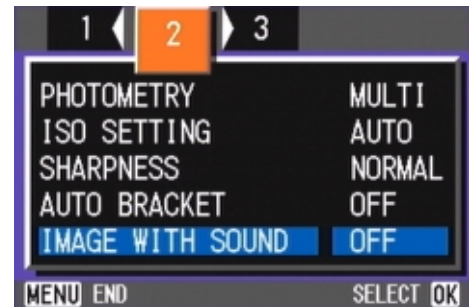 1 2 3
PHOTOMETRY MULTI
ISO SETTING AUTO
SHARPNESS NORMAL
AUTO BRACKET OFF
IMAGE WITH SOUND OFF
MENU END SELECT OK